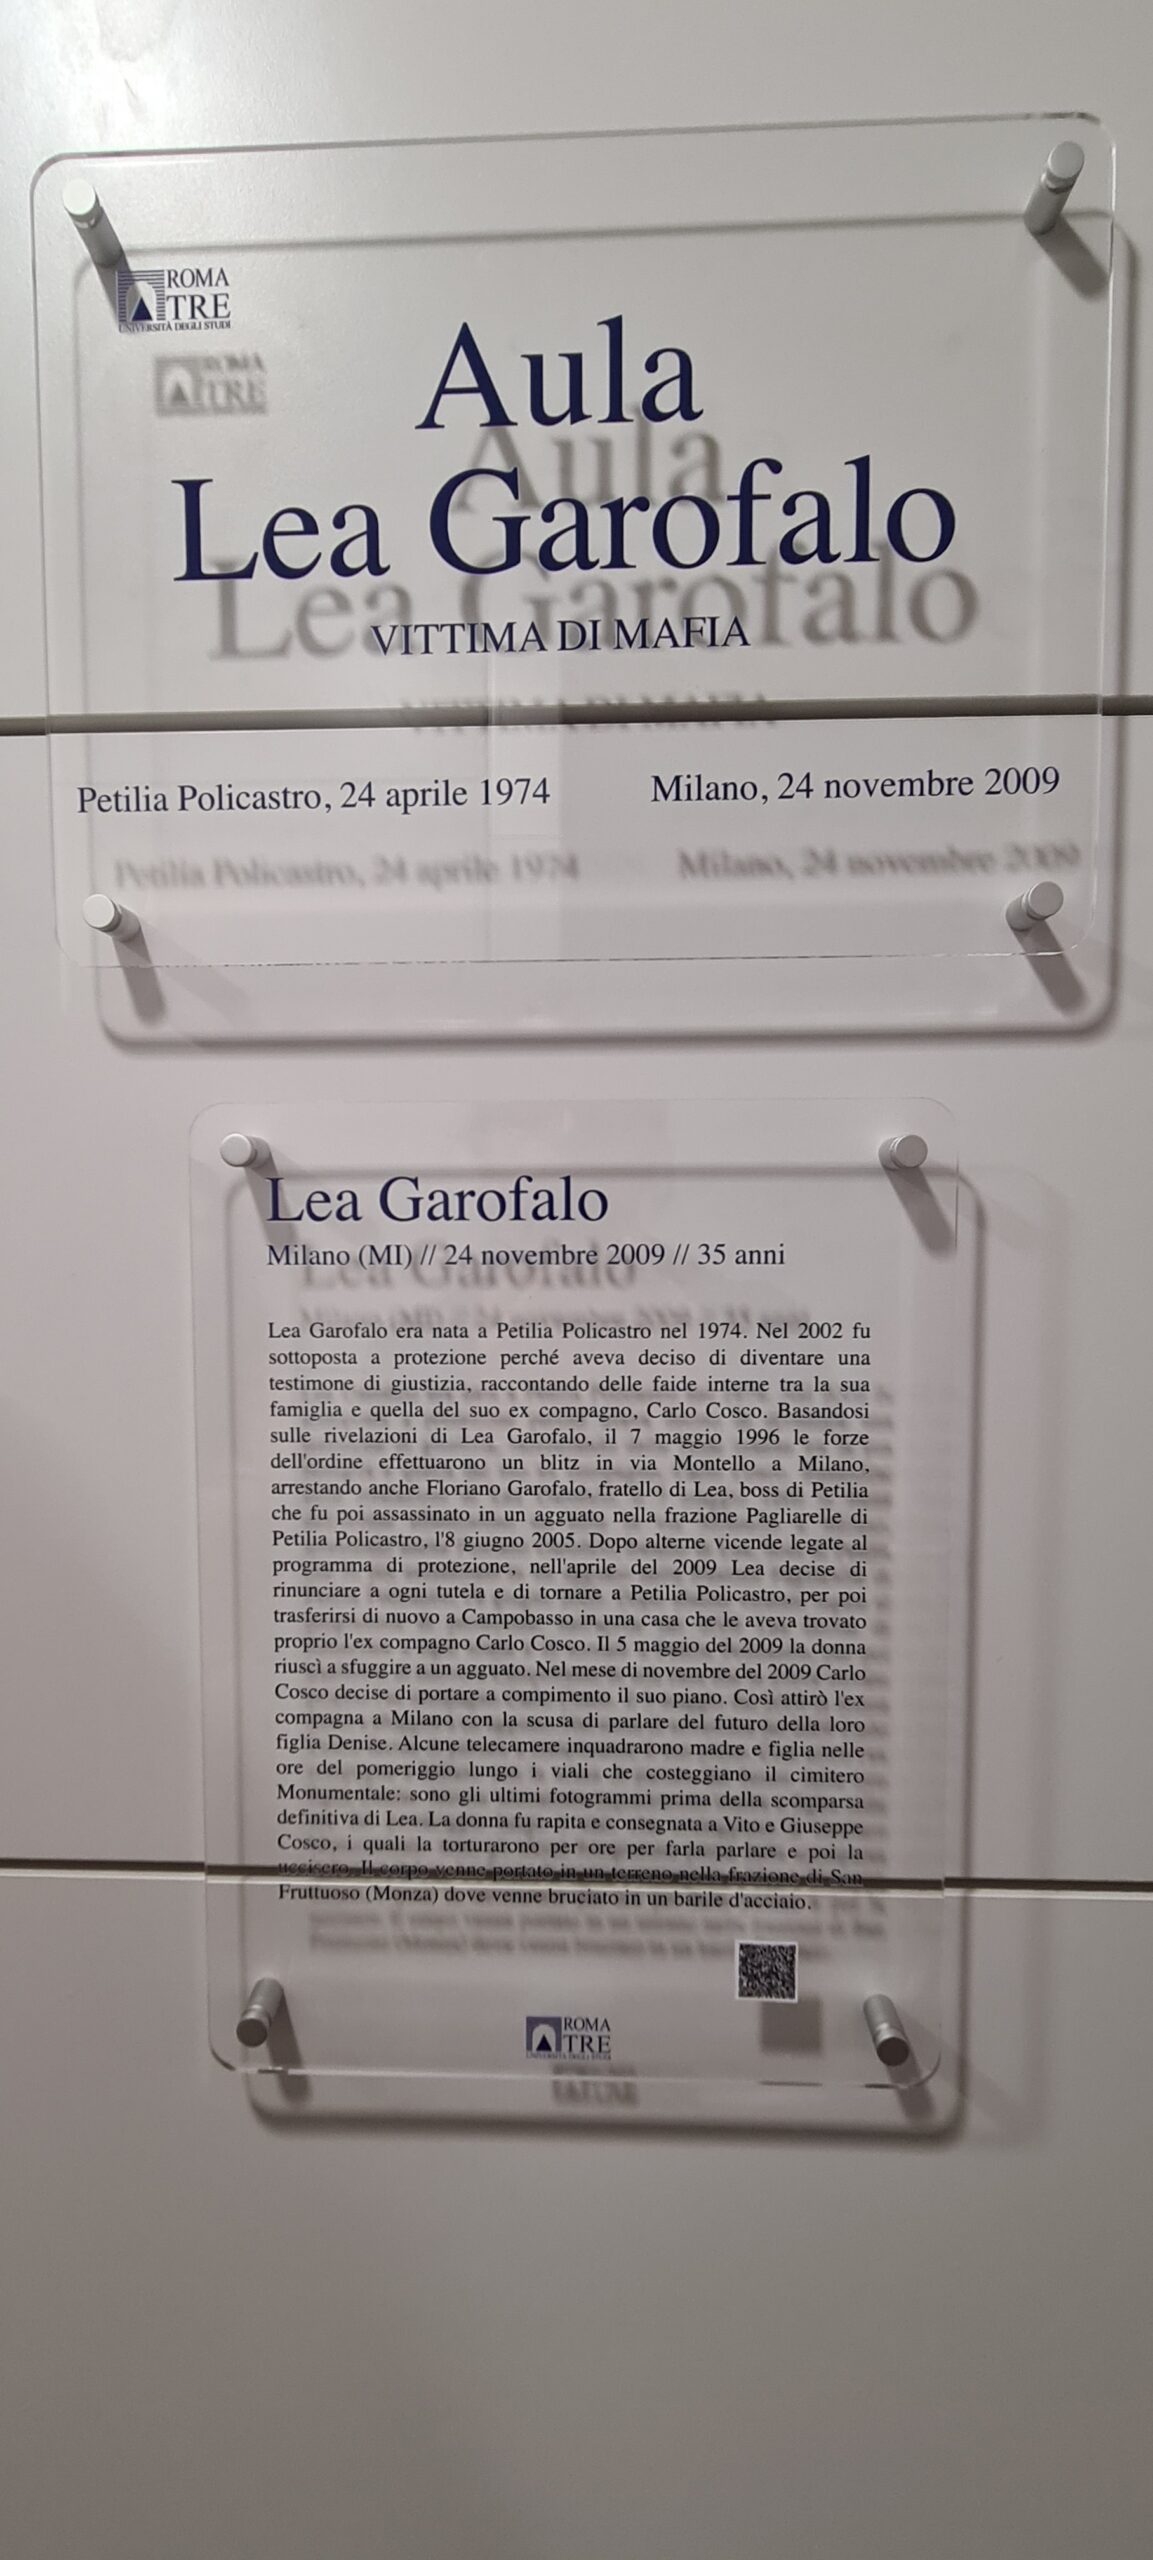 ROMA
TRE
UNIVERSITÀ DEGLI STUDI
Aula
Lea Garofalo
VITTIMA DI MAFIA
Petilia Policastro, 24 aprile 1974
Milano, 24 novembre 2009
Lea Garofalo
Milano (MI) // 24 novembre 2009 // 35 anni
Lea Garofalo era nata a Petilia Policastro nel 1974. Nel 2002 fu
sottoposta a protezione perché aveva deciso di diventare una
testimone di giustizia, raccontando delle faide interne tra la sua
famiglia e quella del suo ex compagno, Carlo Cosco. Basandosi
sulle rivelazioni di Lea Garofalo, il 7 maggio 1996 le forze
dell'ordine effettuarono un blitz in via Montello a Milano,
arrestando anche Floriano Garofalo, fratello di Lea, boss di Petilia
che fu poi assassinato in un agguato nella frazione Pagliarelle di
Petilia Policastro, l'8 giugno 2005. Dopo alterne vicende legate al
programma di protezione, nell'aprile del 2009 Lea decise di
rinunciare a ogni tutela e di tornare a Petilia Policastro, per poi
trasferirsi di nuovo a Campobasso in una casa che le aveva trovato
proprio l'ex compagno Carlo Cosco. Il 5 maggio del 2009 la donna
riuscì a sfuggire a un agguato. Nel mese di novembre del 2009 Carlo
Cosco decise di portare a compimento il suo piano. Così attirò l'ex
compagna a Milano con la scusa di parlare del futuro della loro
figlia Denise. Alcune telecamere inquadrarono madre e figlia nelle
ore del pomeriggio lungo i viali che costeggiano il cimitero
Monumentale: sono gli ultimi fotogrammi prima della scomparsa
definitiva di Lea. La donna fu rapita e consegnata a Vito e Giuseppe
Cosco, i quali la torturarono per ore per farla parlare e poi la
uccisero. Il corpo venne portato in un terreno nella frazione di San
Fruttuoso (Monza) dove venne bruciato in un barile d'acciaio.
ROMA
TRE
UNIVERSITÀ DEGLI STUDI